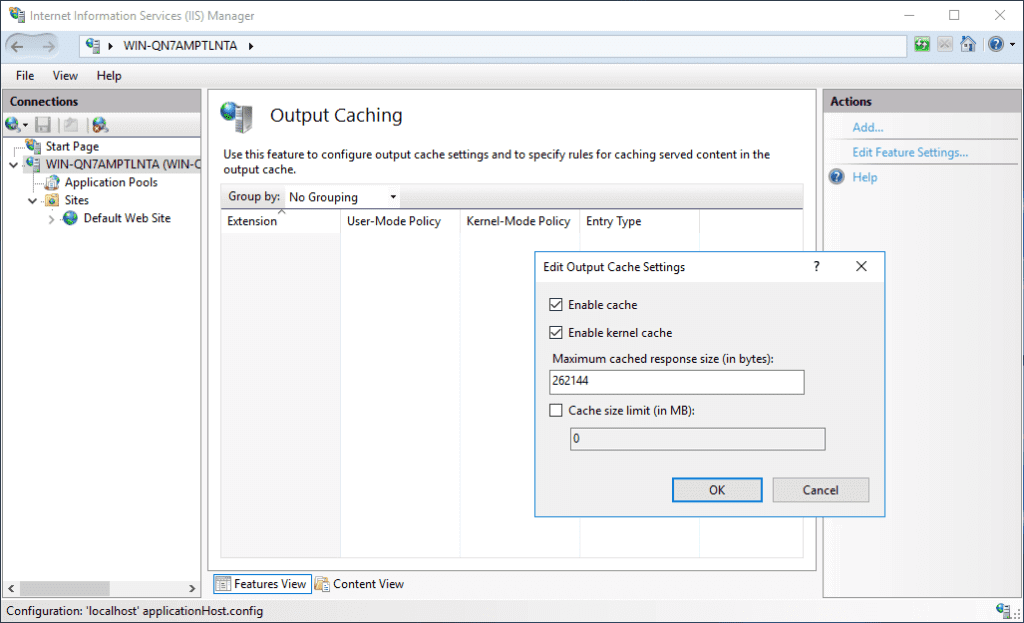 Internet Information Services (IIS) Manager
WIN-QN7AMPTLNTA
File View Help
Connections
Start Page
WIN-QN7AMPTLNTA (WIN-C
Application Pools
Sites
Default Web Site
Output Caching
Use this feature to configure output cache settings and to specify rules for caching served content in the
output cache.
Group by: No Grouping
Extension User-Mode Policy Kernel-Mode Policy Entry Type
Edit Output Cache Settings ?
Enable cache
Enable kernel cache
Maximum cached response size (in bytes):
262144
Cache size limit (in MB):
0
OK Cancel
Actions
Add...
Edit Feature Settings...
Help
Features View Content View
Configuration: 'localhost' applicationHost.config